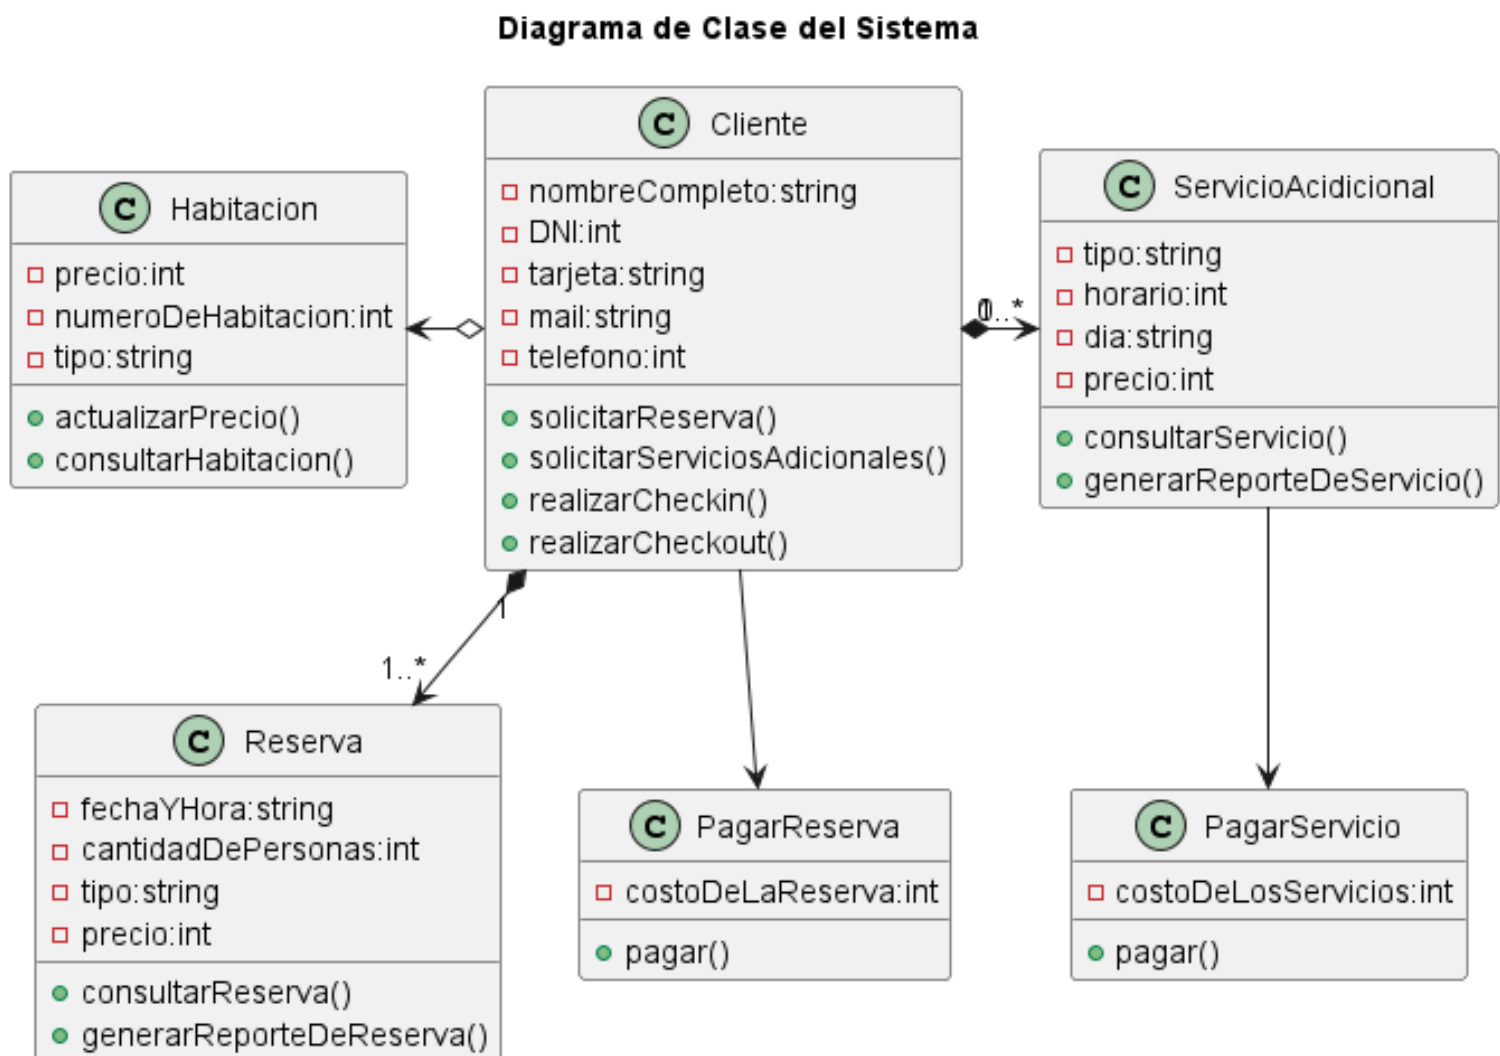 Diagrama de Clase del Sistema
C Cliente
nombreCompleto:string
DNI:int
tarjeta:string
mail:string
telefono:int
solicitarReserva()
solicitarServiciosAdicionales()
realizarCheckin()
realizarCheckout()
C Habitacion
precio:int
numeroDeHabitacion:int
tipo:string
actualizarPrecio()
consultarHabitacion()
C ServicioAcidicional
tipo:string
horario:int
dia:string
precio:int
consultarServicio()
generarReporteDeServicio()
0..*
1
1..*
C Reserva
fechaYHora:string
cantidadDePersonas:int
tipo:string
precio:int
consultarReserva()
generarReporteDeReserva()
C PagarReserva
costoDeLaReserva:int
pagar()
C PagarServicio
costoDeLosServicios:int
pagar()